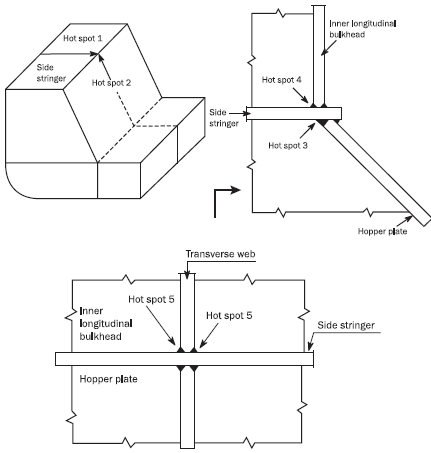 Hot spot 1
Side
stringer
Hot spot 2
Inner
longitudinal
bulkhead
Hot spot 4
Side
stringer
Hot spot 3
Hopper plate
Transverse web
Hot spot 5
Hot spot 5
Inner
longitudinal
bulkhead
Side stringer
Hopper plate